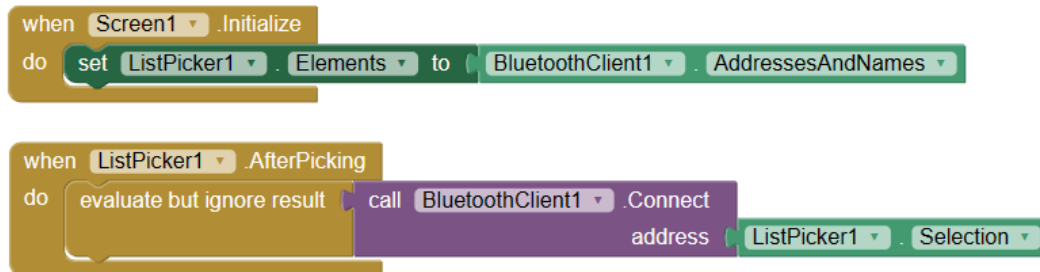 when Screen1 .Initialize
do set ListPicker1 . Elements to BluetoothClient1 . AddressesAndNames
when ListPicker1 .AfterPicking
do evaluate but ignore result call BluetoothClient1 .Connect
address ListPicker1 . Selection